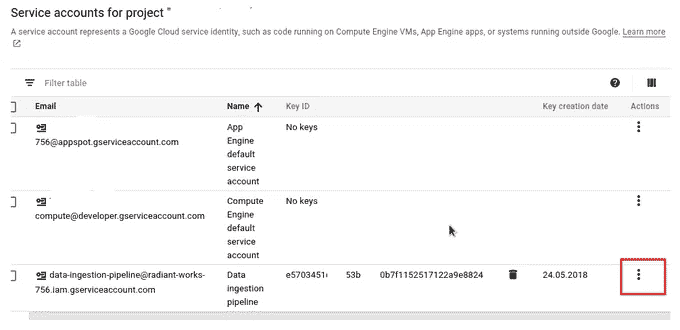 Service accounts for project "
A service account represents a Google Cloud service identity, such as code running on Compute Engine VMs, App Engine apps, or systems running outside Google. Learn more
Filter table
Email Name Key ID Key creation date Actions
756@appspot.gserviceaccount.com
App
Engine
default
service
account
No keys
compute@developer.gserviceaccount.com
Compute
Engine
default
service
account
No keys
data-ingestion-pipeline@radiant-works-
756.iam.gserviceaccount.com
Data
ingestion
pipeline
e5703451 53b 0b7f1152517122a9e8824 24.05.2018